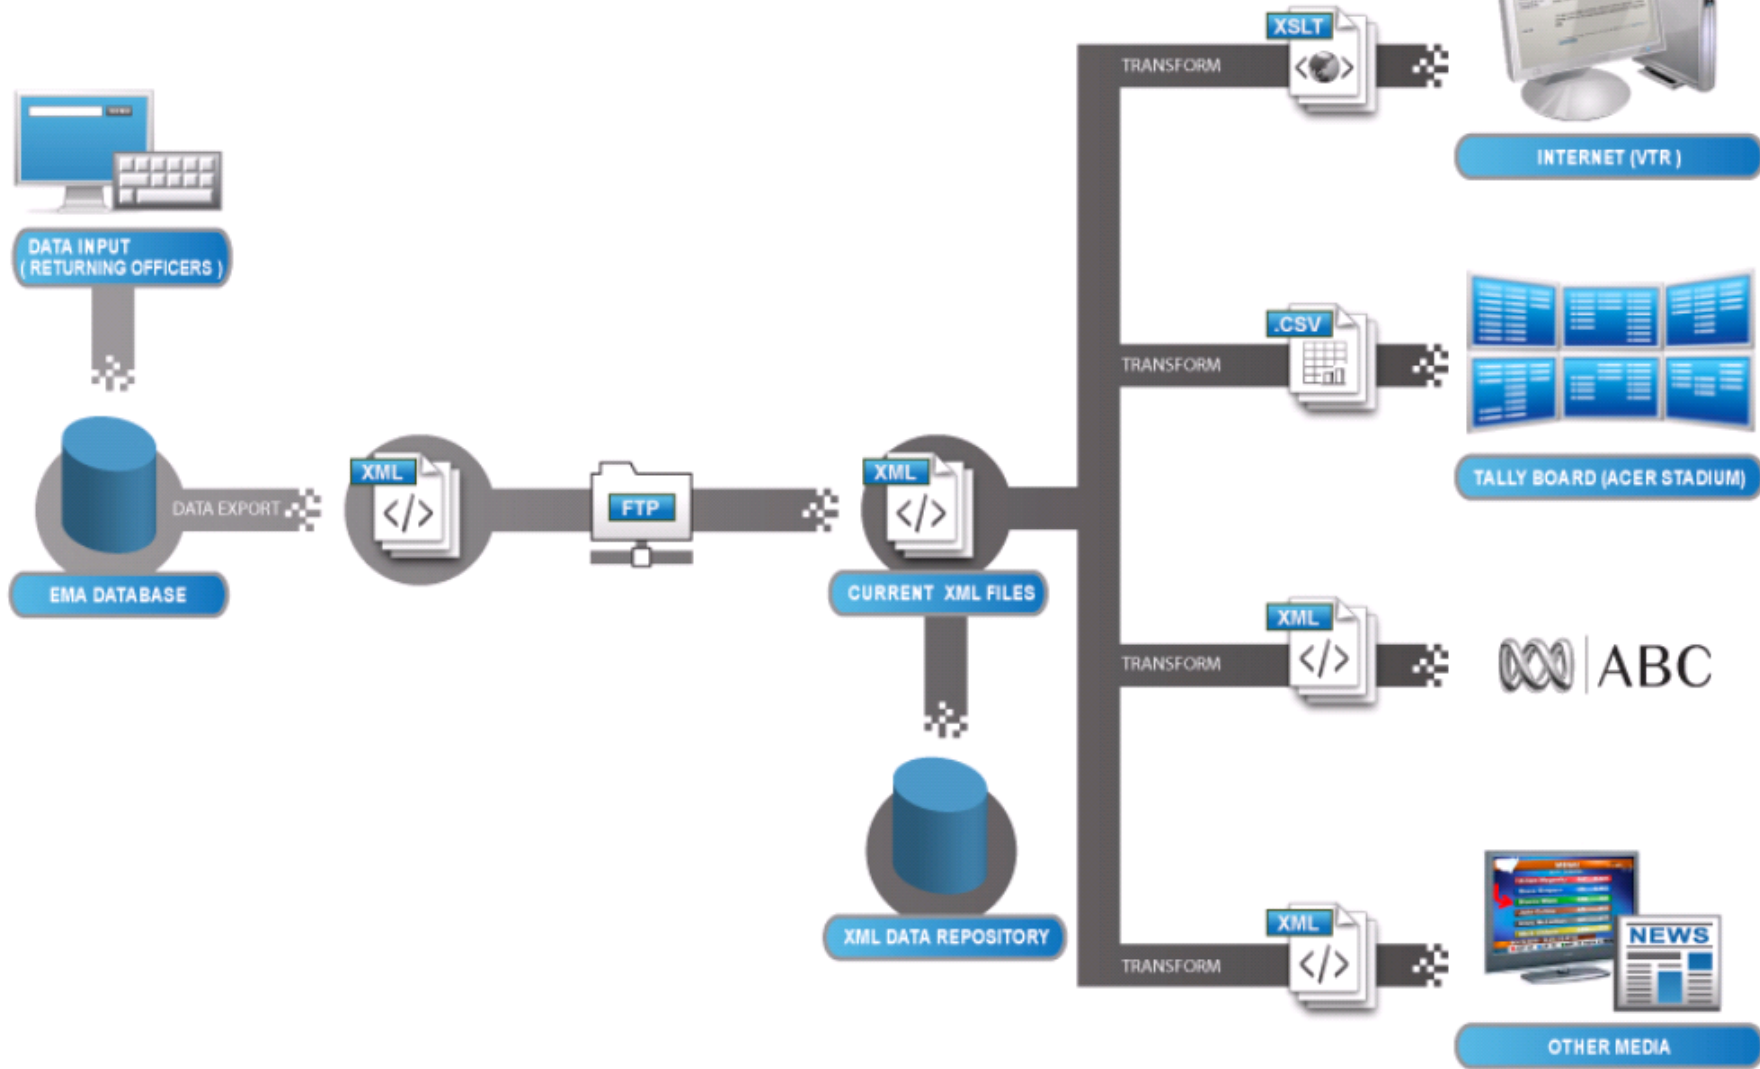 XSLT
TRANSFORM
INTERNET (VTR )
DATA INPUT
( RETURNING OFFICERS )
.CSV
TRANSFORM
TALLY BOARD (ACER STADIUM)
XML
DATA EXPORT
FTP
XML
EMA DATABASE
CURRENT XML FILES
XML
TRANSFORM
ABC
XML DATA REPOSITORY
XML
TRANSFORM
NEWS
OTHER MEDIA